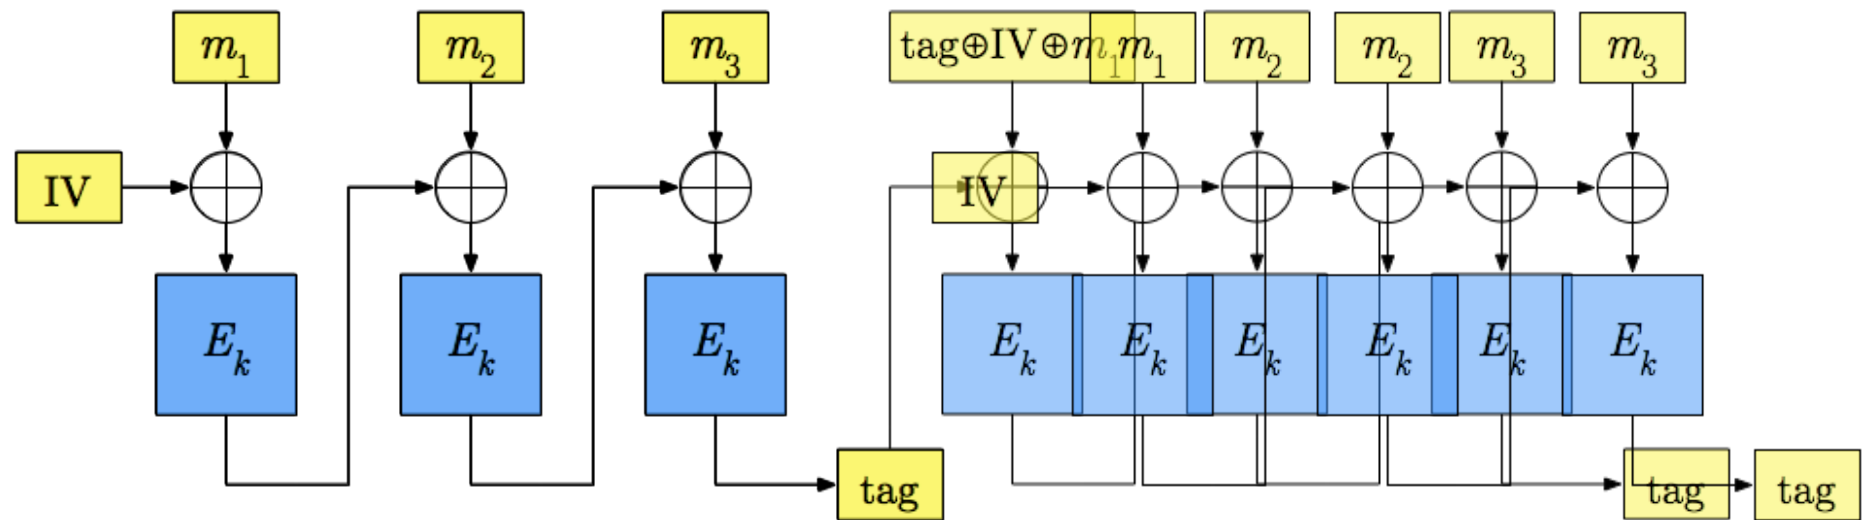 m₁ m₂ m₃ tag⊕IV⊕m₁ m₁ m₂ m₂ m₃ m₃
IV IV
Eₖ Eₖ Eₖ Eₖ Eₖ Eₖ Eₖ Eₖ Eₖ
tag tag tag